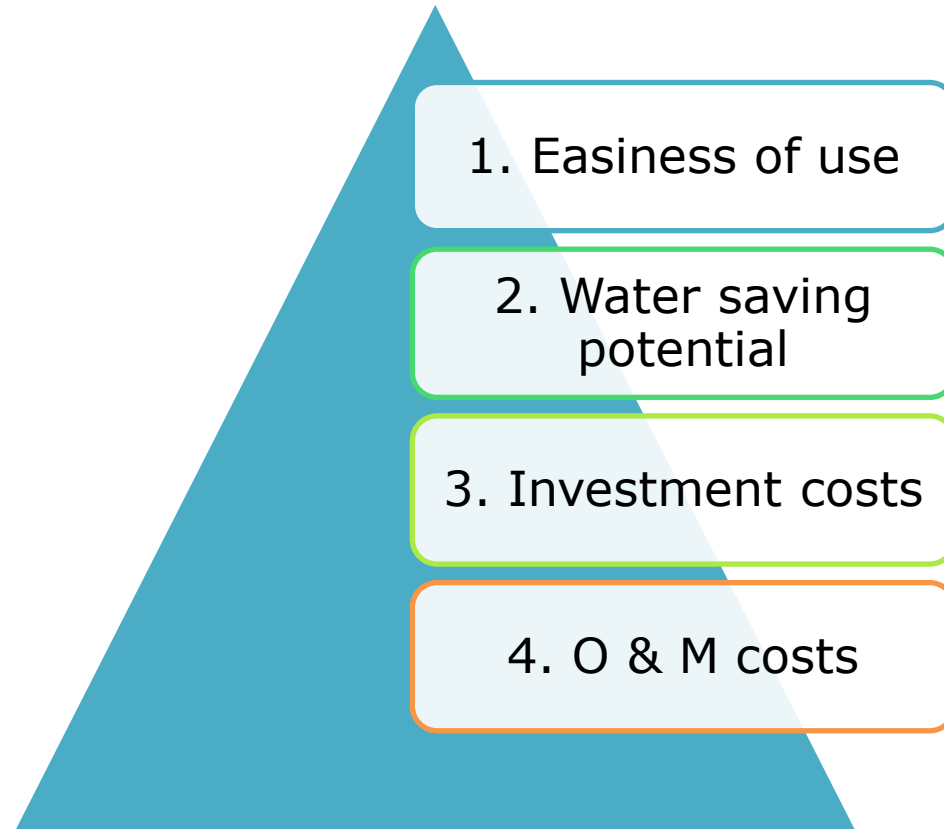 1. Easiness of use
2. Water saving
potential
3. Investment costs
4. O & M costs